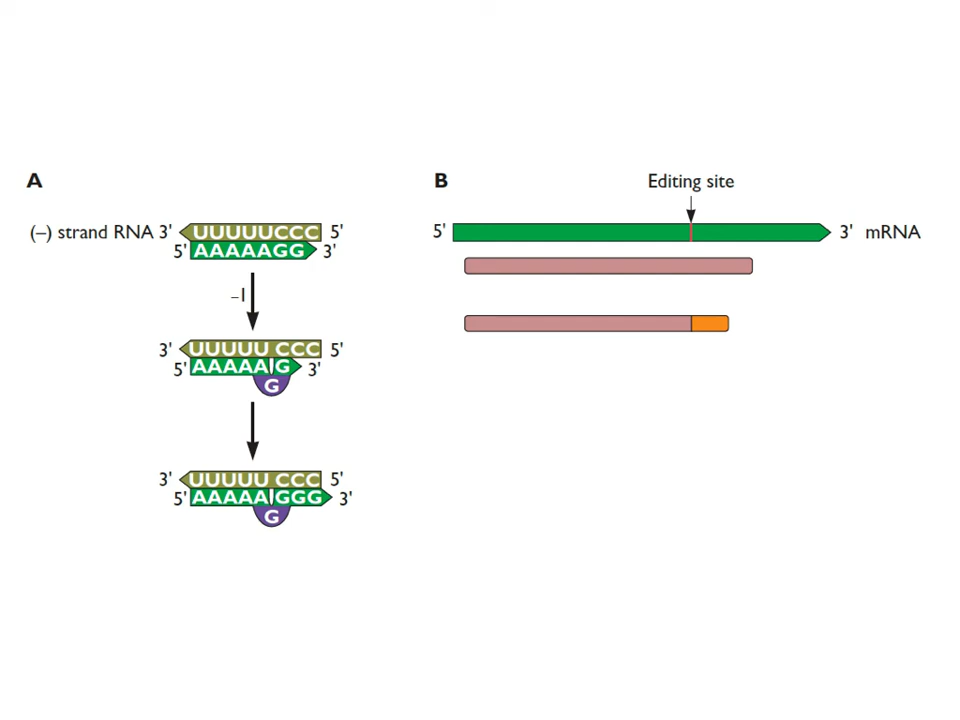 A
(–) strand RNA 3' UUUUUCCC 5'
5' AAAAAGG 3'
–1
3' UUUUU CCC 5'
5' AAAAA G 3'
G
3' UUUUU CCC 5'
5' AAAAA GGG 3'
G
B
Editing site
5' 3' mRNA